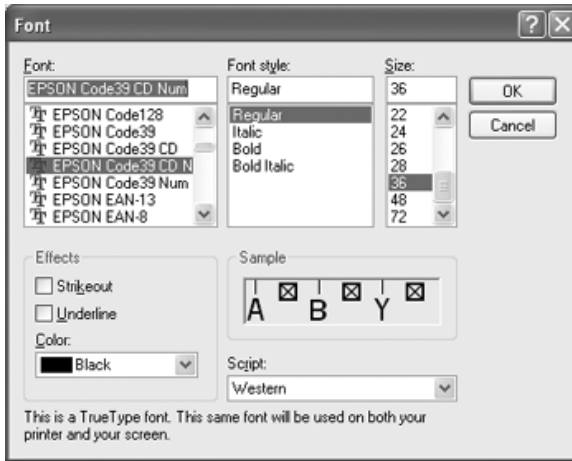 Font
Font: Font style: Size:
EPSON Code39 CD Num Regular 36 OK
EPSON Code128 Regular 22 Cancel
EPSON Code39 Italic 24
EPSON Code39 CD Bold 26
EPSON Code39 CD N Bold Italic 28
EPSON Code39 Num 36
EPSON EAN-13 48
EPSON EAN-8 72
Effects Sample
Strikeout
Underline
A B Y
Color:
Black
Script:
Western
This is a TrueType font. This same font will be used on both your
printer and your screen.